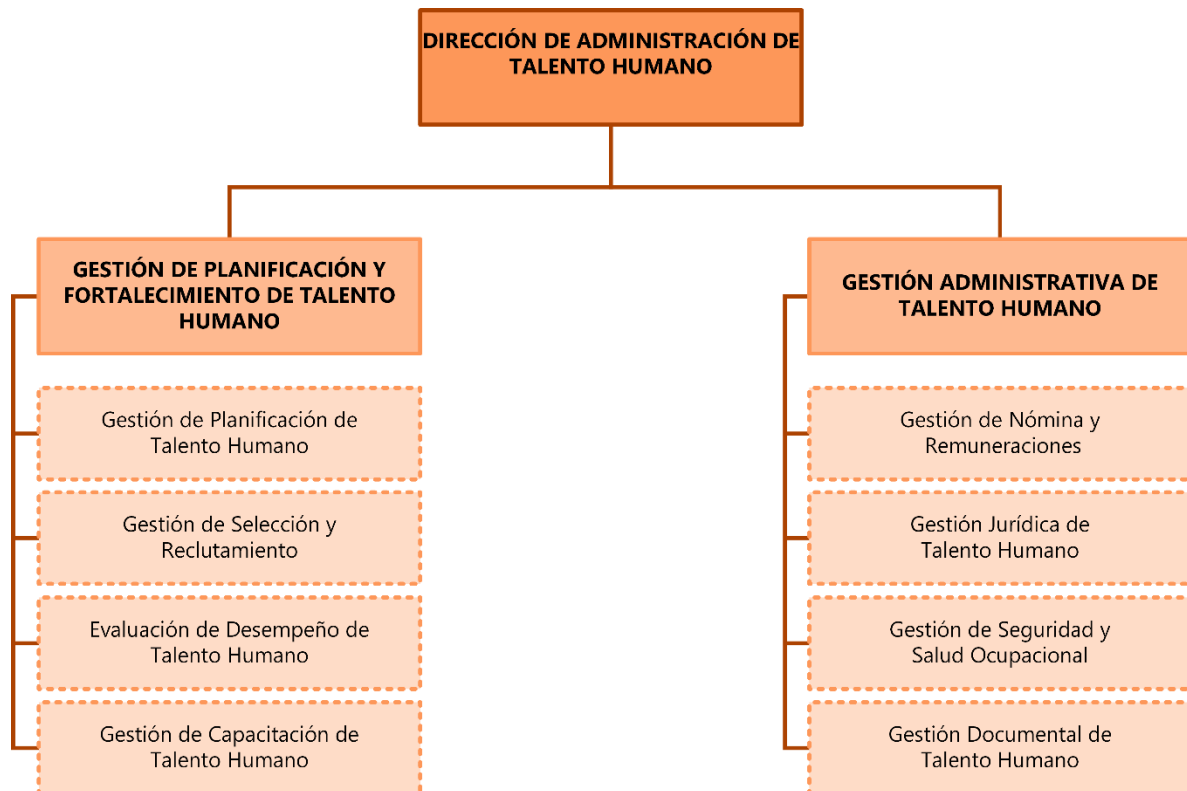 DIRECCIÓN DE ADMINISTRACIÓN DE
TALENTO HUMANO
GESTIÓN DE PLANIFICACIÓN Y
FORTALECIMIENTO DE TALENTO
HUMANO
Gestión de Planificación de
Talento Humano
Gestión de Selección y
Reclutamiento
Evaluación de Desempeño de
Talento Humano
Gestión de Capacitación de
Talento Humano
GESTIÓN ADMINISTRATIVA DE
TALENTO HUMANO
Gestión de Nómina y
Remuneraciones
Gestión Jurídica de
Talento Humano
Gestión de Seguridad y
Salud Ocupacional
Gestión Documental de
Talento Humano